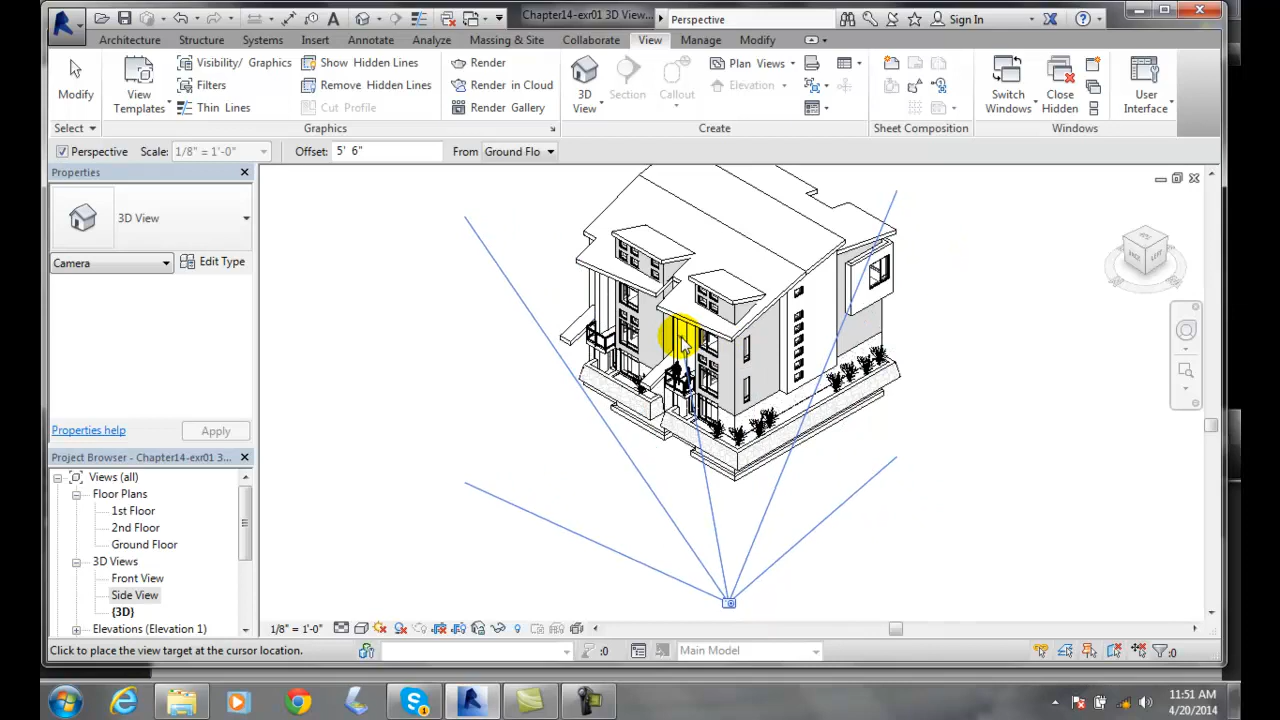 Chapter14-exr01 3D View...
Perspective
Sign In
Architecture Structure Systems Insert Annotate Analyze Massing & Site Collaborate View Manage Modify
Modify
View
Templates
Visibility/ Graphics
Filters
Thin Lines
Show Hidden Lines
Remove Hidden Lines
Cut Profile
Render
Render in Cloud
Render Gallery
3D
View
Section
Callout
Plan Views
Elevation
Switch
Windows
Close
Hidden
User
Interface
Select Graphics Create Sheet Composition Windows
Perspective Scale: 1/8" = 1'-0" Offset: 5' 6" From Ground Flo
Properties
3D View
Camera
Edit Type
Properties help
Apply
Project Browser - Chapter14-exr01 3...
Views (all)
Floor Plans
1st Floor
2nd Floor
Ground Floor
3D Views
Front View
Side View
{3D}
Elevations (Elevation 1)
1/8" = 1'-0"
Click to place the view target at the cursor location.
:0
Main Model
:0
11:51 AM
4/20/2014